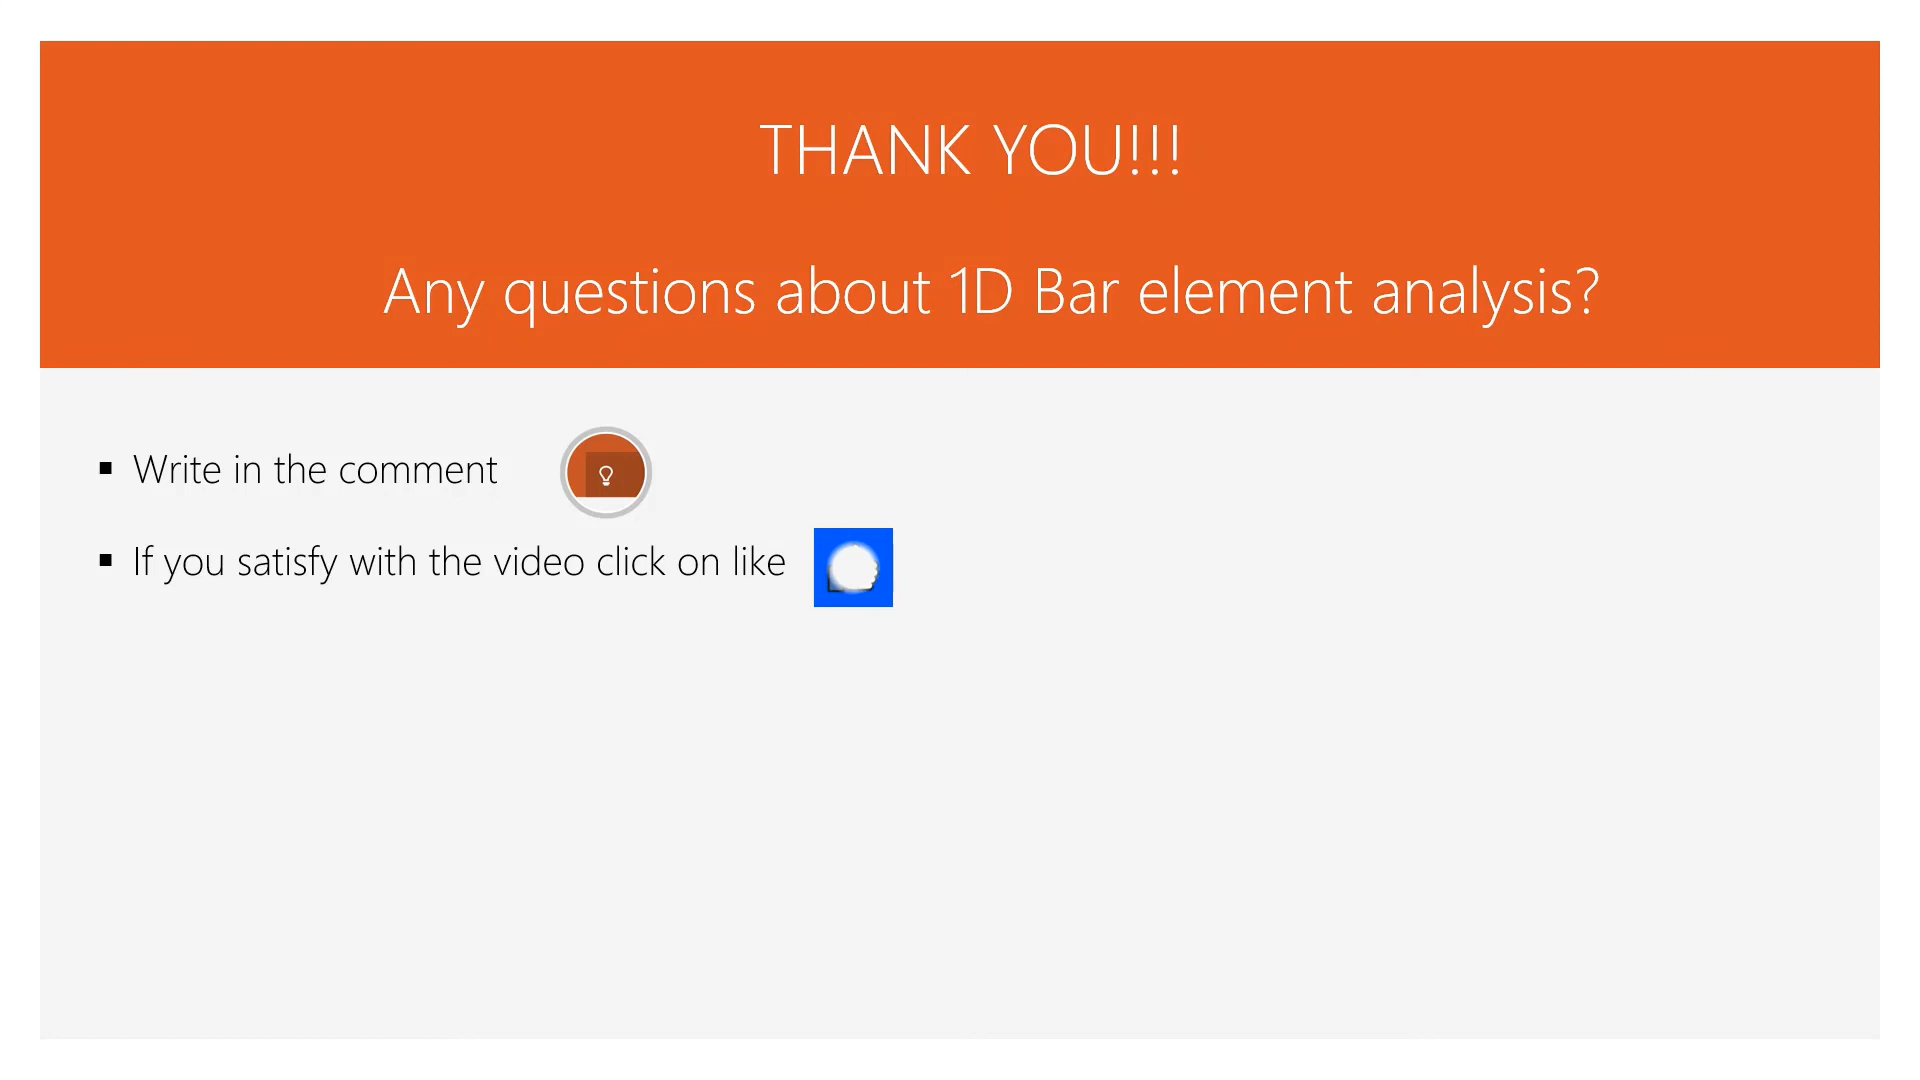 THANK YOU!!!
Any questions about 1D Bar element analysis?
▪ Write in the comment
▪ If you satisfy with the video click on like